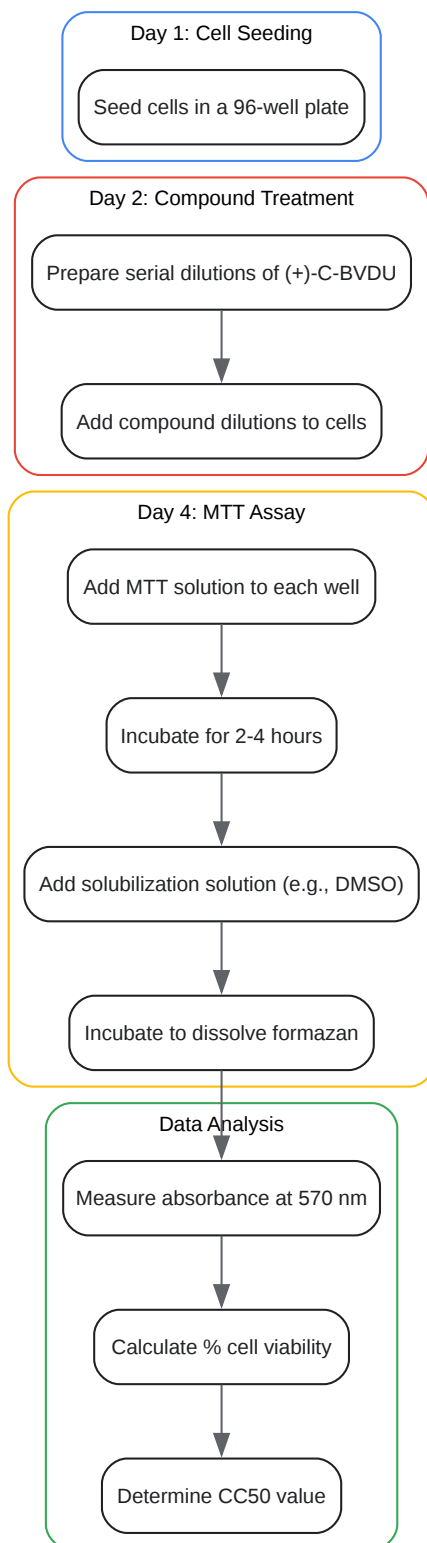 Day 1: Cell Seeding
Seed cells in a 96-well plate
Day 2: Compound Treatment
Prepare serial dilutions of (+)-C-BVDU
Add compound dilutions to cells
Day 4: MTT Assay
Add MTT solution to each well
Incubate for 2-4 hours
Add solubilization solution (e.g., DMSO)
Incubate to dissolve formazan
Data Analysis
Measure absorbance at 570 nm
Calculate % cell viability
Determine CC50 value